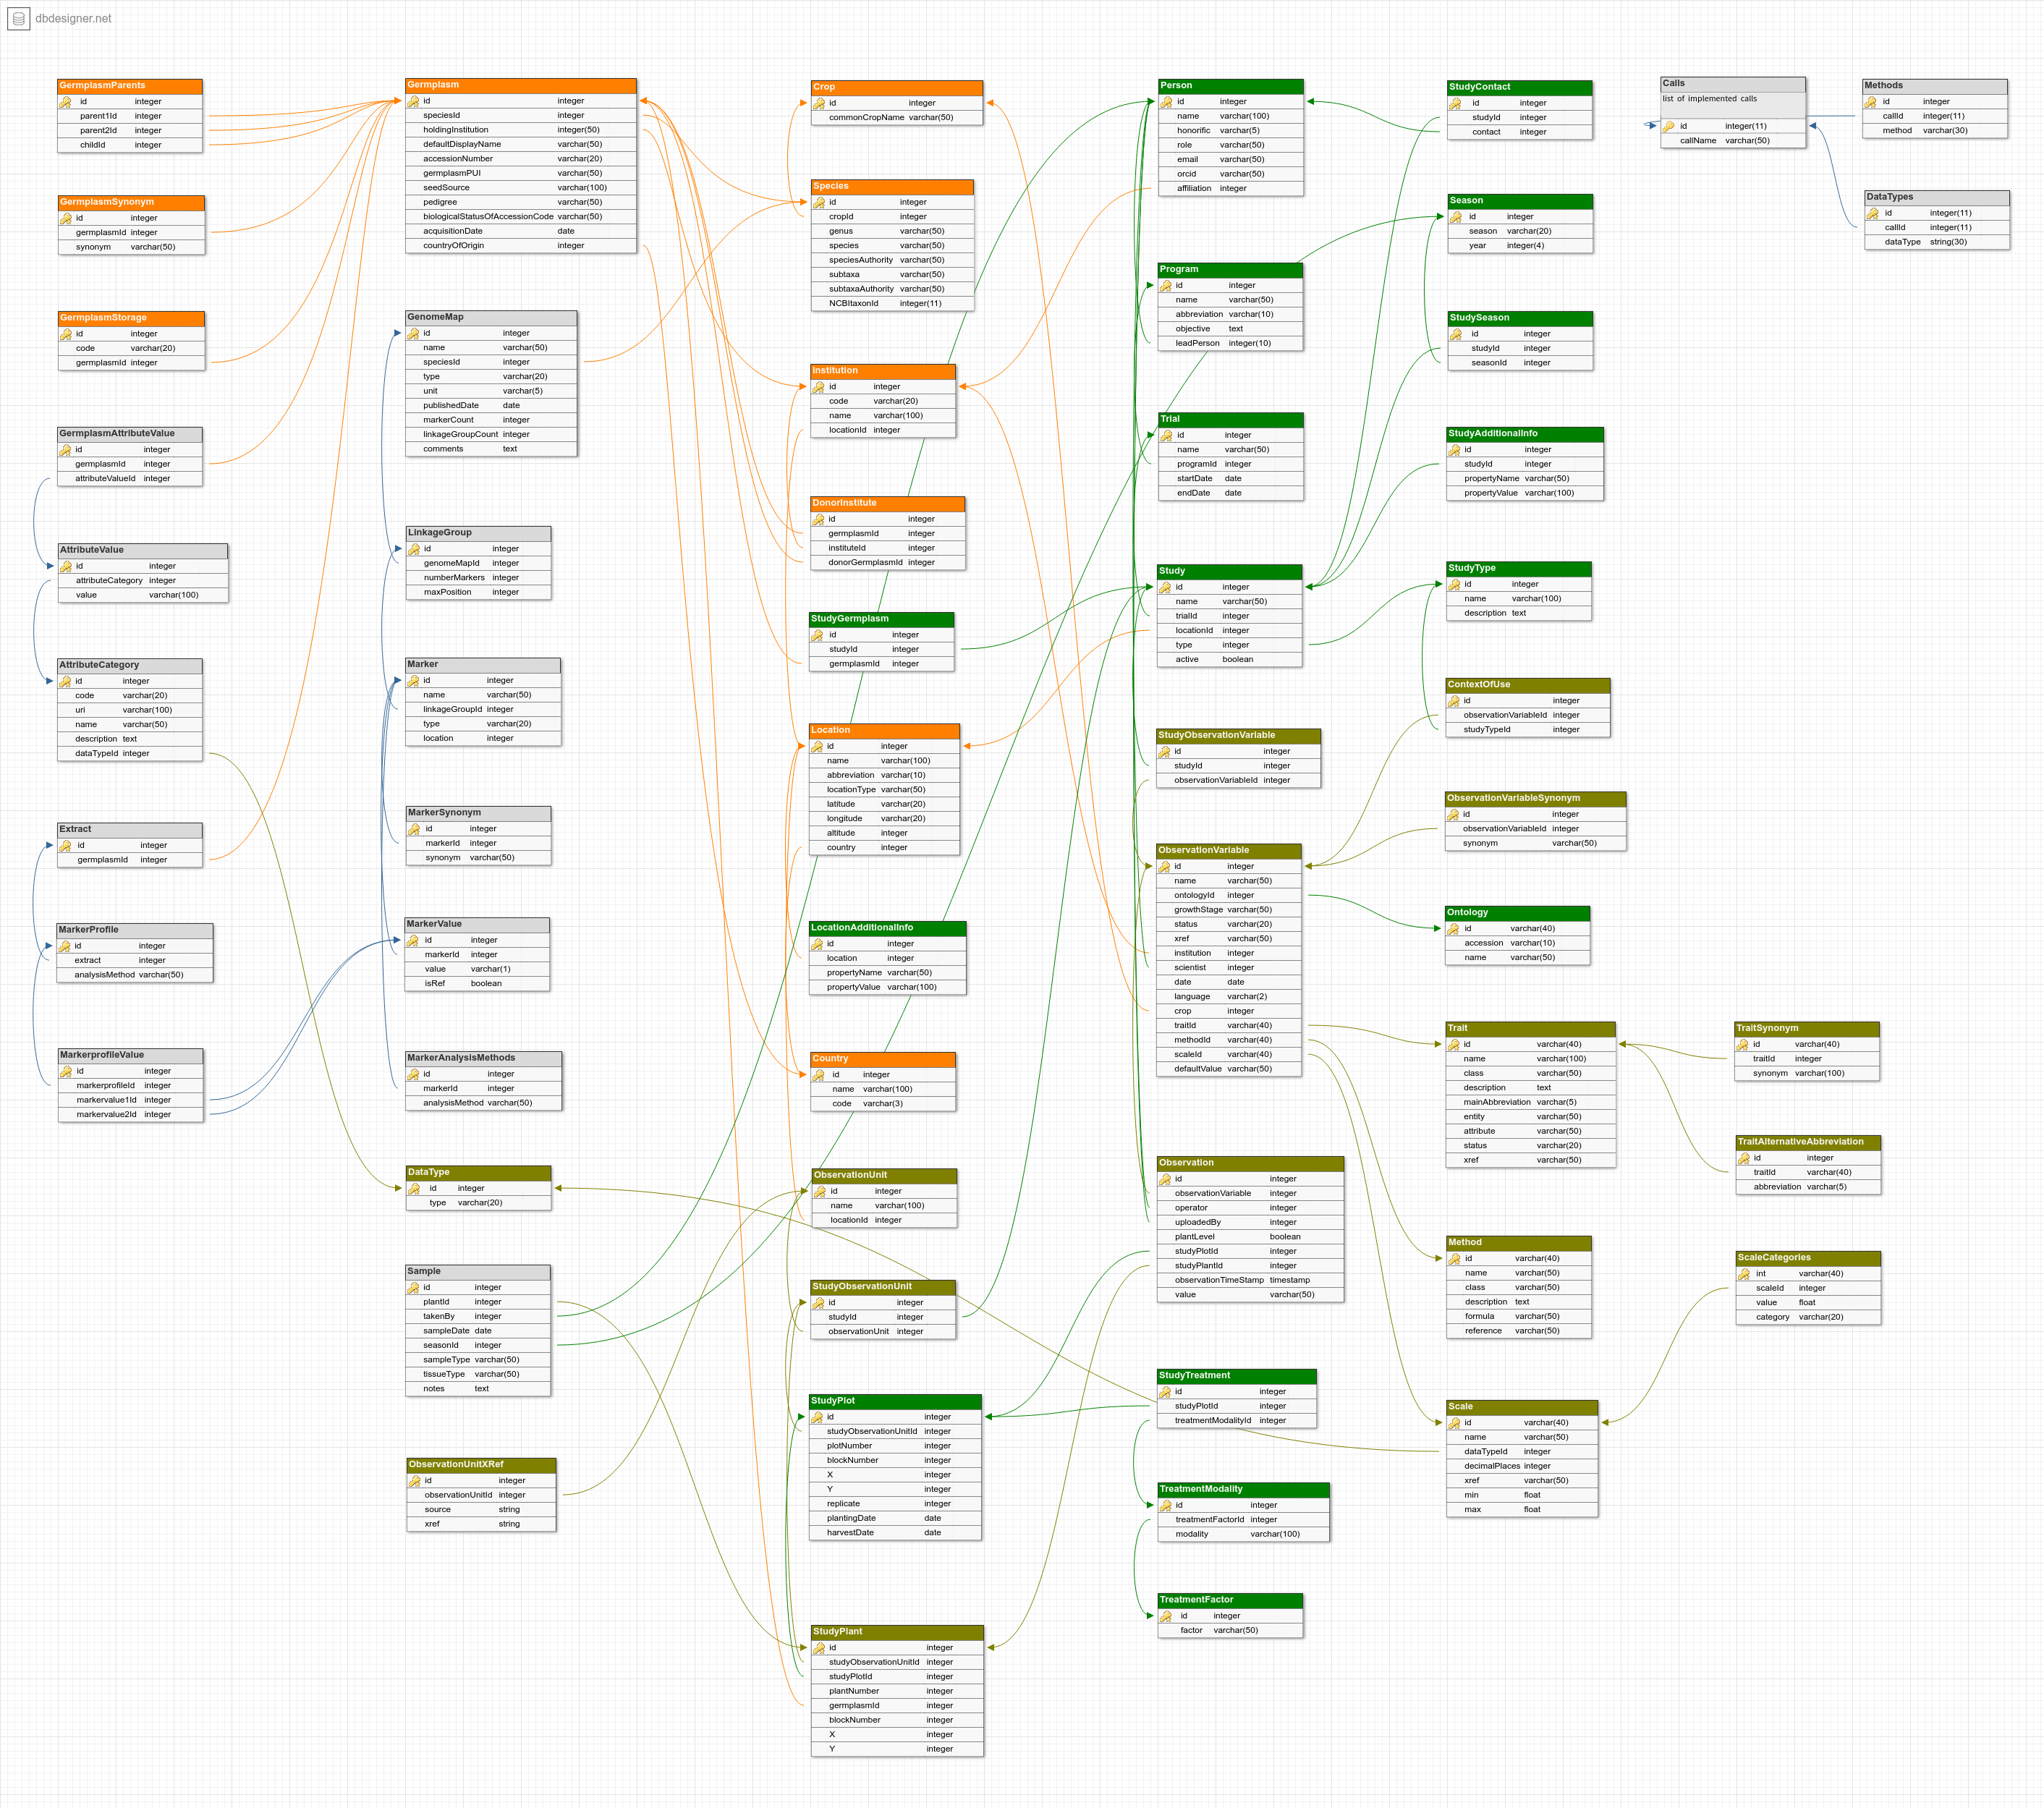 dbdesigner.net
GermplasmParents
id integer
parent1Id integer
parent2Id integer
childId integer
GermplasmSynonym
id integer
germplasmId integer
synonym varchar(50)
GermplasmStorage
id integer
code varchar(20)
germplasmId integer
GermplasmAttributeValue
id integer
germplasmId integer
attributeValueId integer
AttributeValue
id integer
attributeCategory integer
value varchar(100)
AttributeCategory
id integer
code varchar(20)
uri varchar(100)
name varchar(50)
description text
dataTypeId integer
Extract
id integer
germplasmId integer
MarkerProfile
id integer
extract integer
analysisMethod varchar(50)
MarkerprofileValue
id integer
markerprofileId integer
markervalue1Id integer
markervalue2Id integer
Germplasm
id integer
speciesId integer
holdingInstitution integer(50)
defaultDisplayName varchar(50)
accessionNumber varchar(20)
germplasmPUI varchar(50)
seedSource varchar(100)
pedigree varchar(50)
biologicalStatusOfAccessionCode varchar(50)
acquisitionDate date
countryOfOrigin integer
GenomeMap
id integer
name varchar(50)
speciesId integer
type varchar(20)
unit varchar(5)
publishedDate date
markerCount integer
linkageGroupCount integer
comments text
LinkageGroup
id integer
genomeMapId integer
numberMarkers integer
maxPosition integer
Marker
id integer
name varchar(50)
linkageGroupId integer
type varchar(20)
location integer
MarkerSynonym
id integer
markerId integer
synonym varchar(50)
MarkerValue
id integer
markerId integer
value varchar(1)
isRef boolean
MarkerAnalysisMethods
id integer
markerId integer
analysisMethod varchar(50)
DataType
id integer
type varchar(20)
Sample
id integer
plantId integer
takenBy integer
sampleDate date
seasonId integer
sampleType varchar(50)
tissueType varchar(50)
notes text
ObservationUnitXRef
id integer
observationUnitId integer
source string
xref string
Crop
id integer
commonCropName varchar(50)
Species
id integer
cropId integer
genus varchar(50)
species varchar(50)
speciesAuthority varchar(50)
subtaxa varchar(50)
subtaxaAuthority varchar(50)
NCBItaxonId integer(11)
Institution
id integer
code varchar(20)
name varchar(100)
locationId integer
DonorInstitute
id integer
germplasmId integer
instituteId integer
donorGermplasmId integer
StudyGermplasm
id integer
studyId integer
germplasmId integer
Location
id integer
name varchar(100)
abbreviation varchar(10)
locationType varchar(50)
latitude varchar(20)
longitude varchar(20)
altitude integer
country integer
LocationAdditionalInfo
id integer
location integer
propertyName varchar(50)
propertyValue varchar(100)
Country
id integer
name varchar(100)
code varchar(3)
ObservationUnit
id integer
name varchar(100)
locationId integer
StudyObservationUnit
id integer
studyId integer
observationUnit integer
StudyPlot
id integer
studyObservationUnitId integer
plotNumber integer
blockNumber integer
X integer
Y integer
replicate integer
plantingDate date
harvestDate date
StudyPlant
id integer
studyObservationUnitId integer
studyPlotId integer
plantNumber integer
germplasmId integer
blockNumber integer
X integer
Y integer
Person
id integer
name varchar(100)
honorific varchar(5)
role varchar(50)
email varchar(50)
orcid varchar(50)
affiliation integer
Program
id integer
name varchar(50)
abbreviation varchar(10)
objective text
leadPerson integer(10)
Trial
id integer
name varchar(50)
programId integer
startDate date
endDate date
Study
id integer
name varchar(50)
trialId integer
locationId integer
type integer
active boolean
StudyObservationVariable
id integer
studyId integer
observationVariableId integer
ObservationVariable
id integer
name varchar(50)
ontologyId integer
growthStage varchar(50)
status varchar(20)
xref varchar(50)
institution integer
scientist integer
date date
language varchar(2)
crop integer
traitId varchar(40)
methodId varchar(40)
scaleId varchar(40)
defaultValue varchar(50)
Observation
id integer
observationVariable integer
operator integer
uploadedBy integer
plantLevel boolean
studyPlotId integer
studyPlantId integer
observationTimeStamp timestamp
value varchar(50)
StudyTreatment
id integer
studyPlotId integer
treatmentModalityId integer
TreatmentModality
id integer
treatmentFactorId integer
modality varchar(100)
TreatmentFactor
id integer
factor varchar(50)
StudyContact
id integer
studyId integer
contact integer
Season
id integer
season varchar(20)
year integer(4)
StudySeason
id integer
studyId integer
seasonId integer
StudyAdditionalInfo
id integer
studyId integer
propertyName varchar(50)
propertyValue varchar(100)
StudyType
id integer
name varchar(100)
description text
ContextOfUse
id integer
observationVariableId integer
studyTypeId integer
ObservationVariableSynonym
id integer
observationVariableId integer
synonym varchar(50)
Ontology
id varchar(40)
accession varchar(10)
name varchar(50)
Trait
id varchar(40)
name varchar(100)
class varchar(50)
description text
mainAbbreviation varchar(5)
entity varchar(50)
attribute varchar(50)
status varchar(20)
xref varchar(50)
Method
id varchar(40)
name varchar(50)
class varchar(50)
description text
formula varchar(50)
reference varchar(50)
Scale
id varchar(40)
name varchar(50)
dataTypeId integer
decimalPlaces integer
xref varchar(50)
min float
max float
Calls
list of implemented calls
id integer(11)
callName varchar(50)
Methods
id integer
callId integer(11)
method varchar(30)
DataTypes
id integer(11)
callId integer(11)
dataType string(30)
TraitSynonym
id varchar(40)
traitId integer
synonym varchar(100)
TraitAlternativeAbbreviation
id integer
traitId varchar(40)
abbreviation varchar(5)
ScaleCategories
int varchar(40)
scaleId integer
value float
category varchar(20)